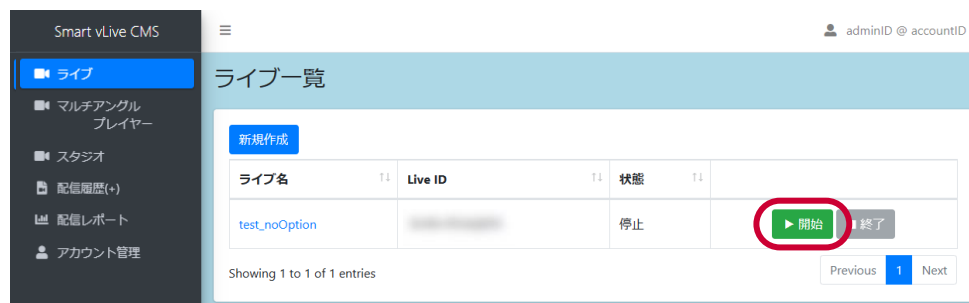 Smart vLive CMS
adminID @ accountID
ライブ
マルチアングル
プレイヤー
スタジオ
配信履歴(+)
配信レポート
アカウント管理
ライブ一覧
新規作成
ライブ名 ↑↓ Live ID ↑↓ 状態 ↑↓
test_noOption 停止 開始 終了
Showing 1 to 1 of 1 entries
Previous 1 Next